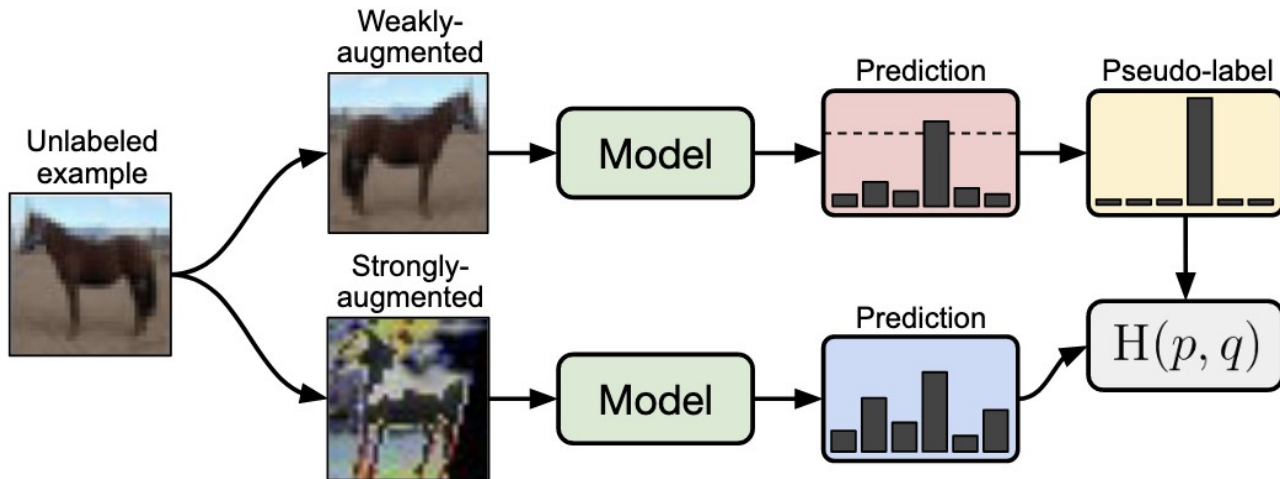 Unlabeled
example
Weakly-
augmented
Model
Prediction
Pseudo-label
Strongly-
augmented
Model
Prediction
H(p, q)